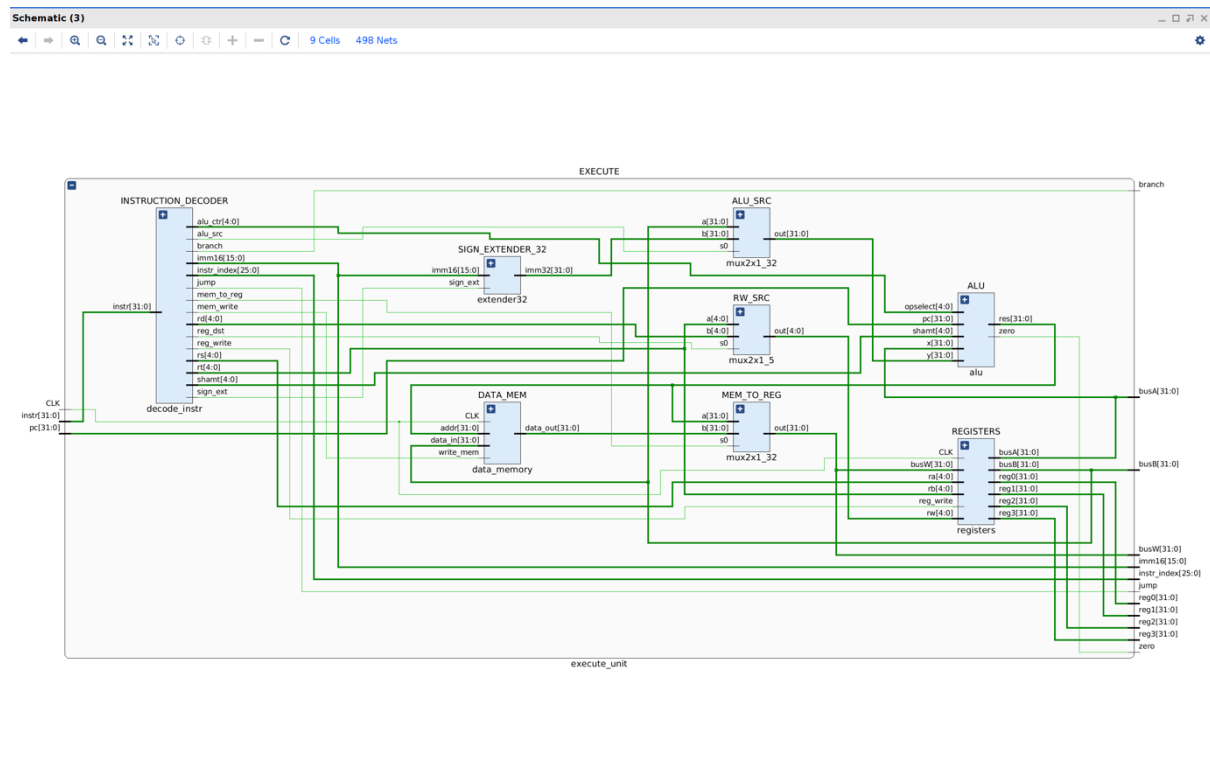 Schematic (3)
9 Cells 498 Nets
EXECUTE
branch
INSTRUCTION_DECODER
instr[31:0]
alu_ctr[4:0]
alu_src
branch
imm16[15:0]
instr_index[25:0]
jump
mem_to_reg
mem_write
rd[4:0]
reg_dst
reg_write
rs[4:0]
rt[4:0]
shamt[4:0]
sign_ext
decode_instr
CLK
instr[31:0]
pc[31:0]
SIGN_EXTENDER_32
imm16[15:0]
sign_ext
imm32[31:0]
extender32
DATA_MEM
CLK
addr[31:0]
data_in[31:0]
write_mem
data_out[31:0]
data_memory
ALU_SRC
a[31:0]
b[31:0]
s0
out[31:0]
mux2x1_32
RW_SRC
a[4:0]
b[4:0]
s0
out[4:0]
mux2x1_5
MEM_TO_REG
a[31:0]
b[31:0]
s0
out[31:0]
mux2x1_32
ALU
opselect[4:0]
pc[31:0]
shamt[4:0]
x[31:0]
y[31:0]
res[31:0]
zero
alu
REGISTERS
CLK
busW[31:0]
ra[4:0]
rb[4:0]
reg_write
rw[4:0]
busA[31:0]
busB[31:0]
reg0[31:0]
reg1[31:0]
reg2[31:0]
reg3[31:0]
registers
busA[31:0]
busB[31:0]
busW[31:0]
imm16[15:0]
instr_index[25:0]
jump
reg0[31:0]
reg1[31:0]
reg2[31:0]
reg3[31:0]
zero
execute_unit